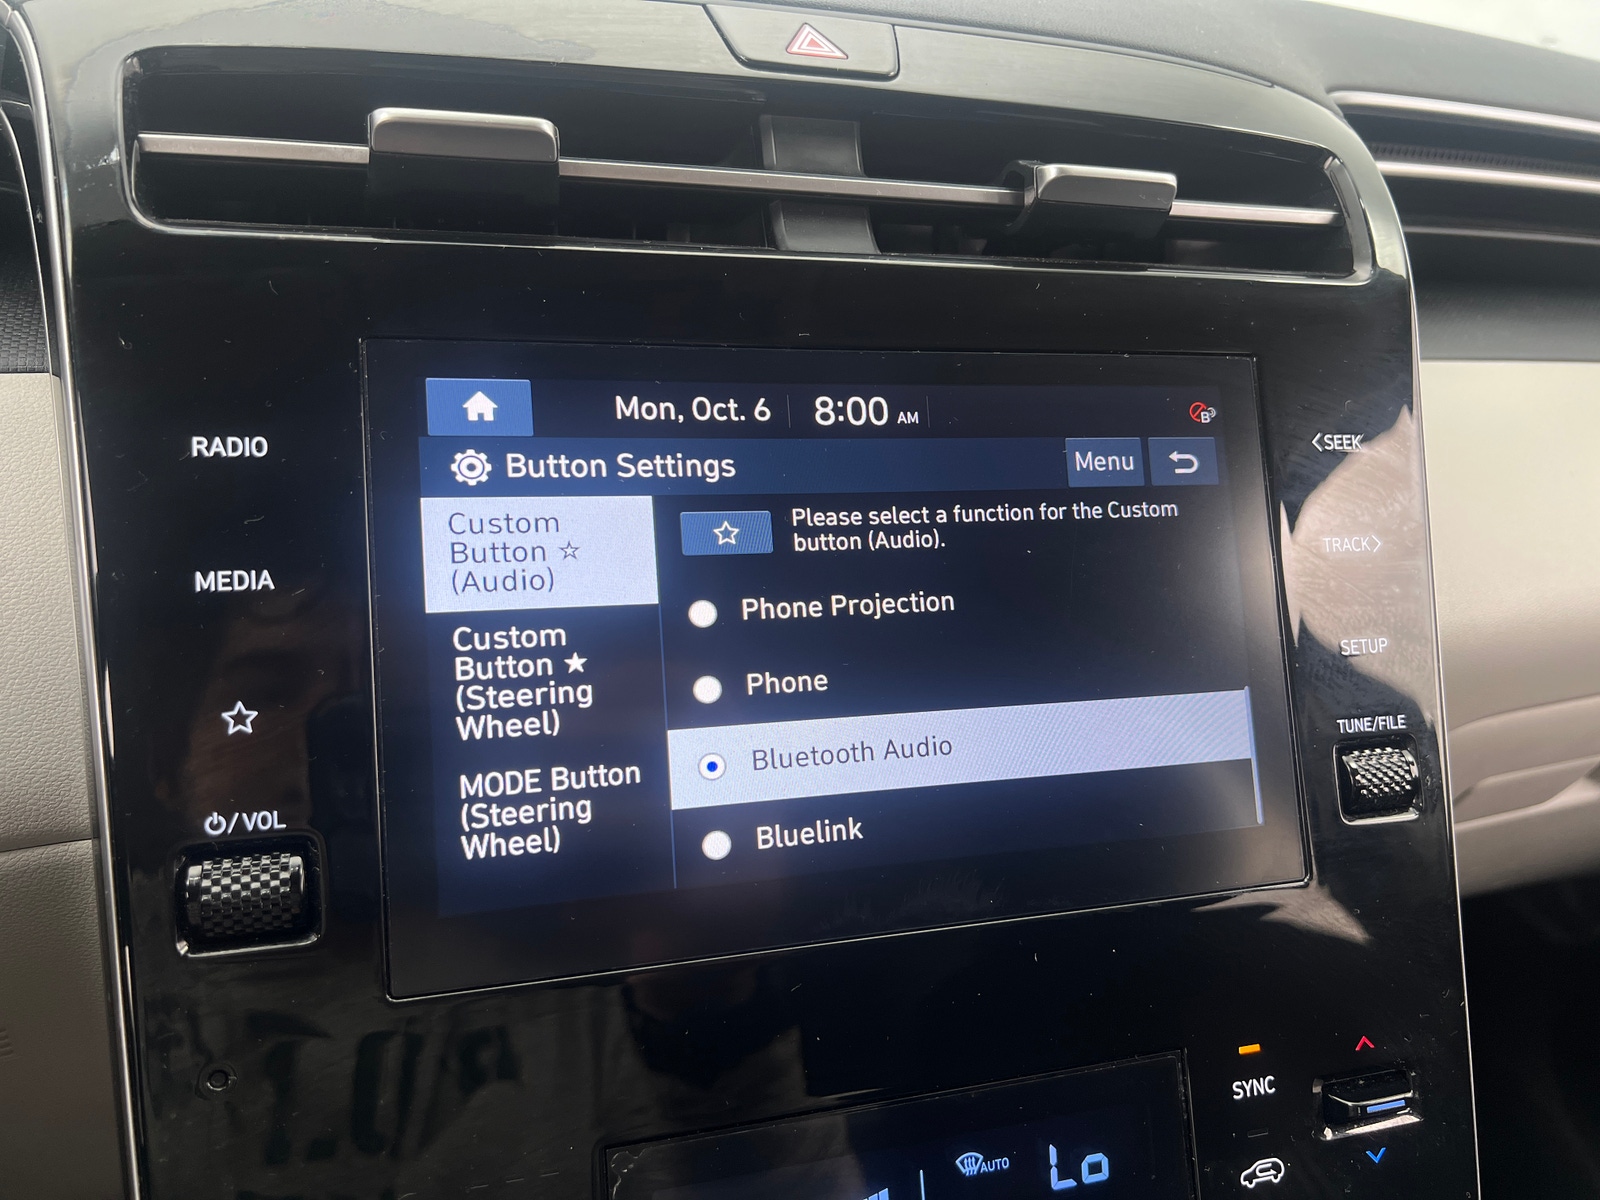 Mon, Oct. 6
8:00 AM
B
Button Settings
Menu
Custom
Button ☆
(Audio)
Custom
Button ★
(Steering
Wheel)
MODE Button
(Steering
Wheel)
Please select a function for the Custom
button (Audio).
Phone Projection
Phone
Bluetooth Audio
Bluelink
RADIO
MEDIA
/ VOL
<SEEK
TRACK>
SETUP
TUNE/FILE
SYNC
AUTO
Lo